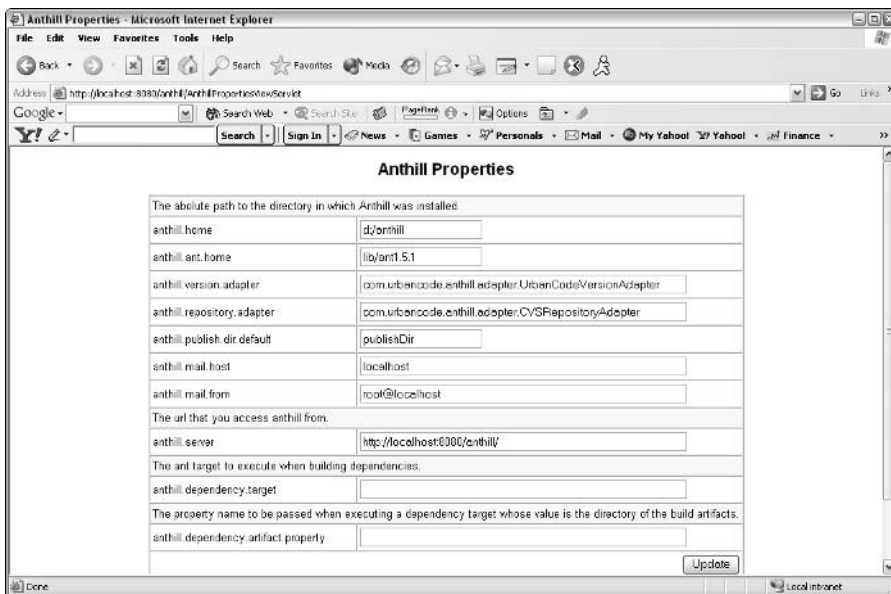 Anthill Properties - Microsoft Internet Explorer
File Edit View Favorites Tools Help
Back Search Favorites Media
Address http://localhost:8080/anthill/AnthillPropertiesViewServlet Go Links »
Google Search Web Search Site PageRank Options
Y! Search Sign In News Games Personals Mail My Yahoo! Y! Yahoo! Finance »
Anthill Properties
The abolute path to the directory in which Anthill was installed.
anthill.home d:/anthill
anthill.ant.home lib/ant1.5.1
anthill.version.adapter com.urbancode.anthill.adapter.UrbanCodeVersionAdapter
anthill.repository.adapter com.urbancode.anthill.adapter.CVSRepositoryAdapter
anthill.publish.dir.default publishDir
anthill.mail.host localhost
anthill.mail.from root@localhost
The url that you access anthill from.
anthill.server http://localhost:8080/anthill/
The ant target to execute when building dependencies.
anthill.dependency.target
The property name to be passed when executing a dependency target whose value is the directory of the build artifacts.
anthill.dependency.artifact.property
Update
Done Local intranet